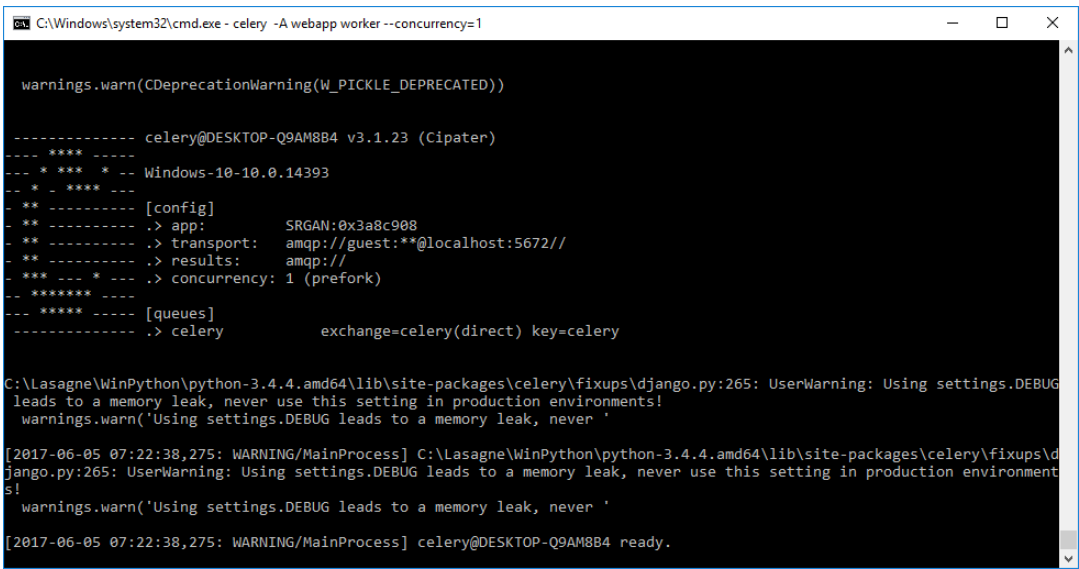 C:\Windows\system32\cmd.exe - celery  -A webapp worker --concurrency=1
  warnings.warn(CDeprecationWarning(W_PICKLE_DEPRECATED))
 -------------- celery@DESKTOP-Q9AM8B4 v3.1.23 (Cipater)
---- **** -----
--- * ***  * -- Windows-10-10.0.14393
-- * - **** ---
- ** ---------- [config]
- ** ---------- .> app:         SRGAN:0x3a8c908
- ** ---------- .> transport:   amqp://guest:**@localhost:5672//
- ** ---------- .> results:     amqp://
- *** --- * --- .> concurrency: 1 (prefork)
-- ******* ----
--- ***** ----- [queues]
 -------------- .> celery           exchange=celery(direct) key=celery
C:\Lasagne\WinPython\python-3.4.4.amd64\lib\site-packages\celery\fixups\django.py:265: UserWarning: Using settings.DEBUG
 leads to a memory leak, never use this setting in production environments!
  warnings.warn('Using settings.DEBUG leads to a memory leak, never '
[2017-06-05 07:22:38,275: WARNING/MainProcess] C:\Lasagne\WinPython\python-3.4.4.amd64\lib\site-packages\celery\fixups\d
jango.py:265: UserWarning: Using settings.DEBUG leads to a memory leak, never use this setting in production environment
s!
  warnings.warn('Using settings.DEBUG leads to a memory leak, never '
[2017-06-05 07:22:38,275: WARNING/MainProcess] celery@DESKTOP-Q9AM8B4 ready.